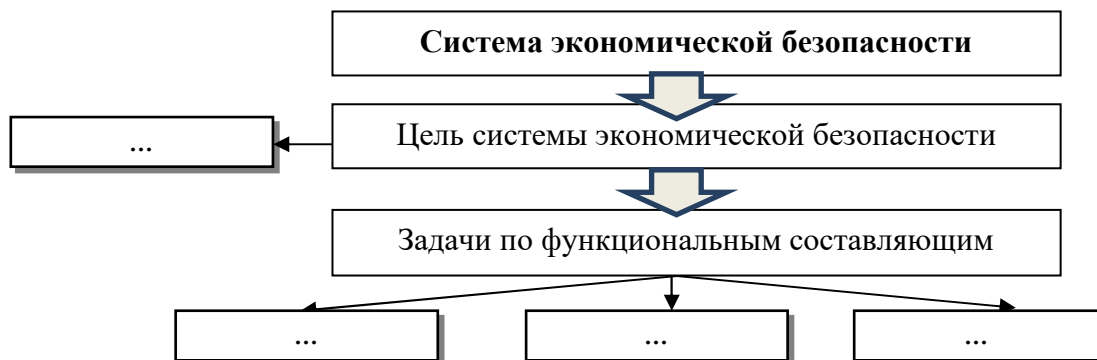 Система экономической безопасности
Цель системы экономической безопасности
...
Задачи по функциональным составляющим
...
...
...